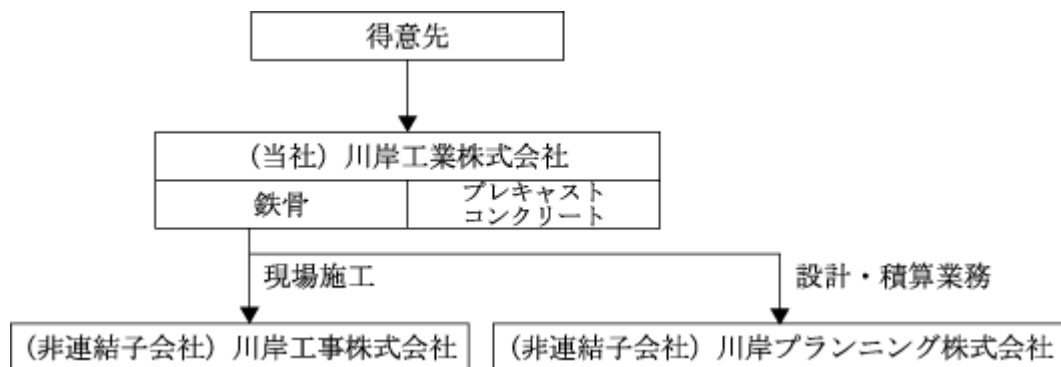 得意先
(当社) 川岸工業株式会社
鉄骨
プレキャスト
コンクリート
現場施工
設計・積算業務
(非連結子会社) 川岸工事株式会社
(非連結子会社) 川岸プランニング株式会社